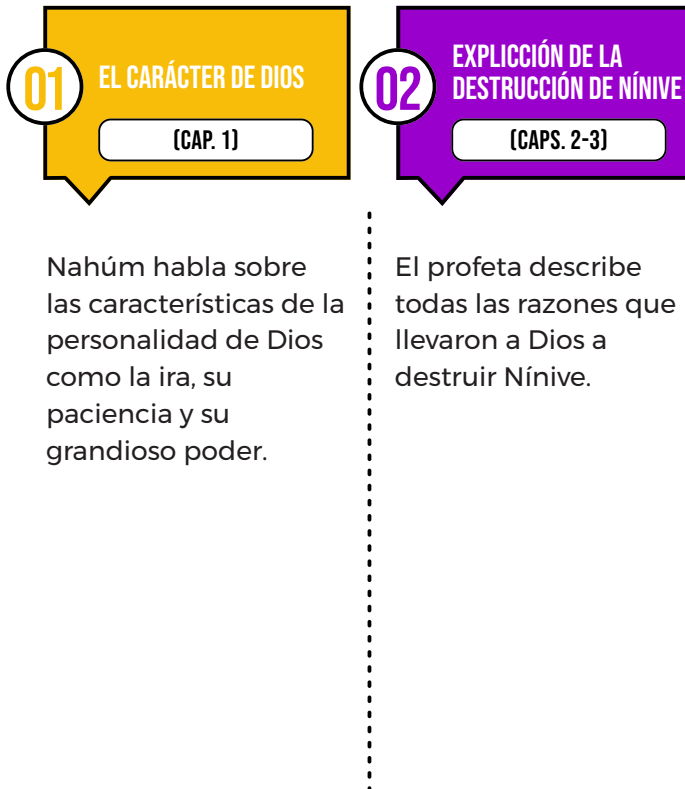 01
EL CARÁCTER DE DIOS
(CAP. 1)
Nahúm habla sobre
las características de la
personalidad de Dios
como la ira, su
paciencia y su
grandioso poder.
02
EXPLICCIÓN DE LA
DESTRUCCIÓN DE NÍNIVE
(CAPS. 2-3)
El profeta describe
todas las razones que
llevaron a Dios a
destruir Nínive.